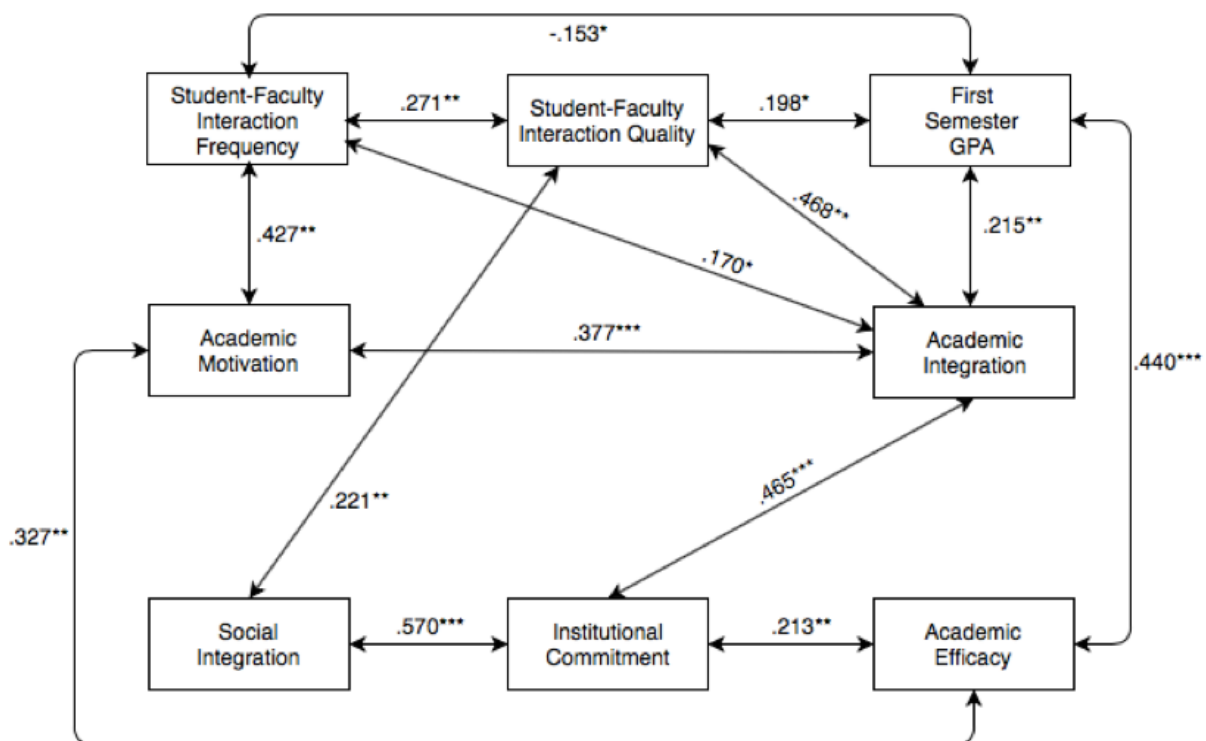 -.153*
Student-Faculty
Interaction
Frequency
.271**
Student-Faculty
Interaction Quality
.198*
First
Semester
GPA
.427**
.170*
.468**
.215**
Academic
Motivation
.377***
Academic
Integration
.440***
.327**
.221**
.465***
Social
Integration
.570***
Institutional
Commitment
.213**
Academic
Efficacy